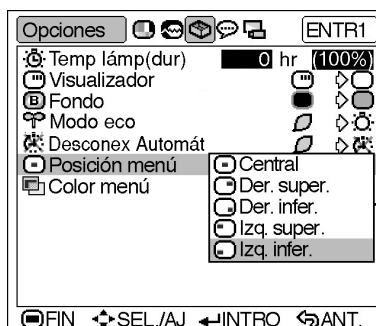 Opciones ENTR1
Temp lámp(dur) 0 hr (100%)
Visualizador
B Fondo
Modo eco
Desconex Automát
Posición menú
Central
Color menú
Der. super.
Der. infer.
Izq. super.
Izq. infer.
FIN SEL./AJ INTRO ANT.